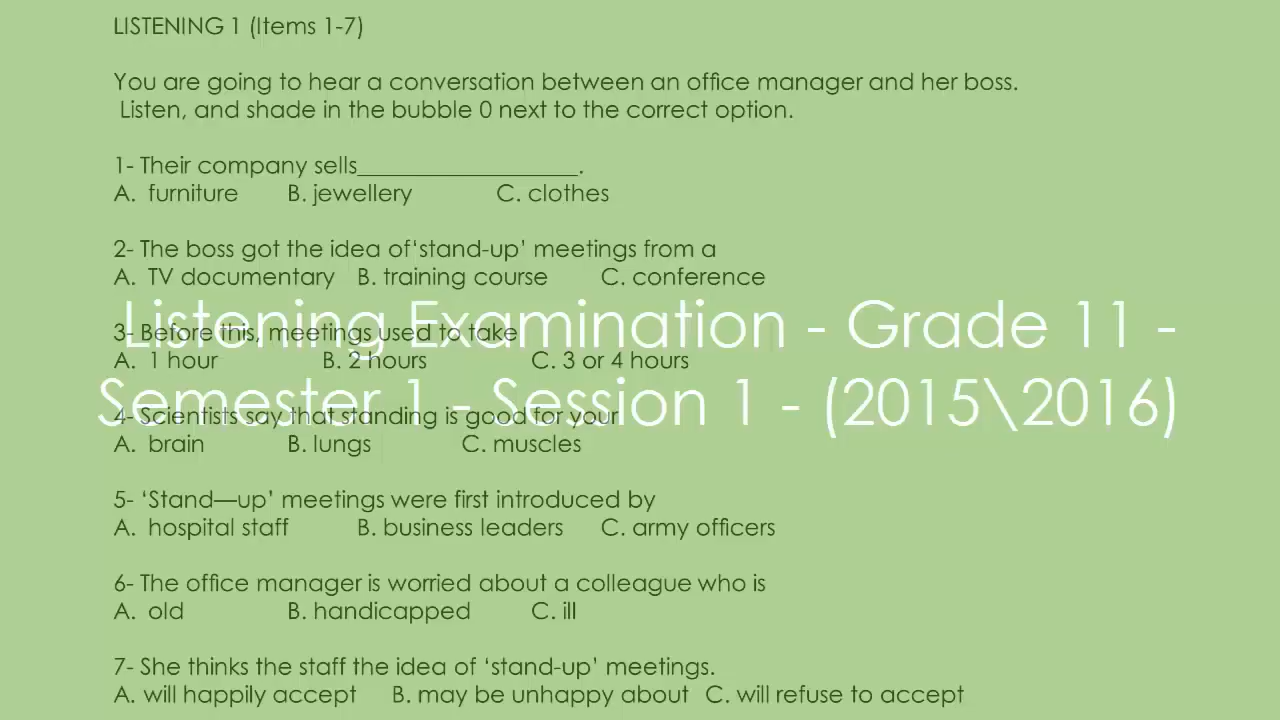 LISTENING 1 (Items 1-7)
You are going to hear a conversation between an office manager and her boss.
Listen, and shade in the bubble 0 next to the correct option.
1- Their company sells__________________.
A. furniture B. jewellery C. clothes
2- The boss got the idea of‘stand-up’ meetings from a
A. TV documentary B. training course C. conference
Listening Examination - Grade 11 -
3- Before this, meetings used to take
A. 1 hour B. 2 hours C. 3 or 4 hours
Semester 1 - Session 1 - (2015\2016)
4- Scientists say that standing is good for your
A. brain B. lungs C. muscles
5- ‘Stand—up’ meetings were first introduced by
A. hospital staff B. business leaders C. army officers
6- The office manager is worried about a colleague who is
A. old B. handicapped C. ill
7- She thinks the staff the idea of ‘stand-up’ meetings.
A. will happily accept B. may be unhappy about C. will refuse to accept